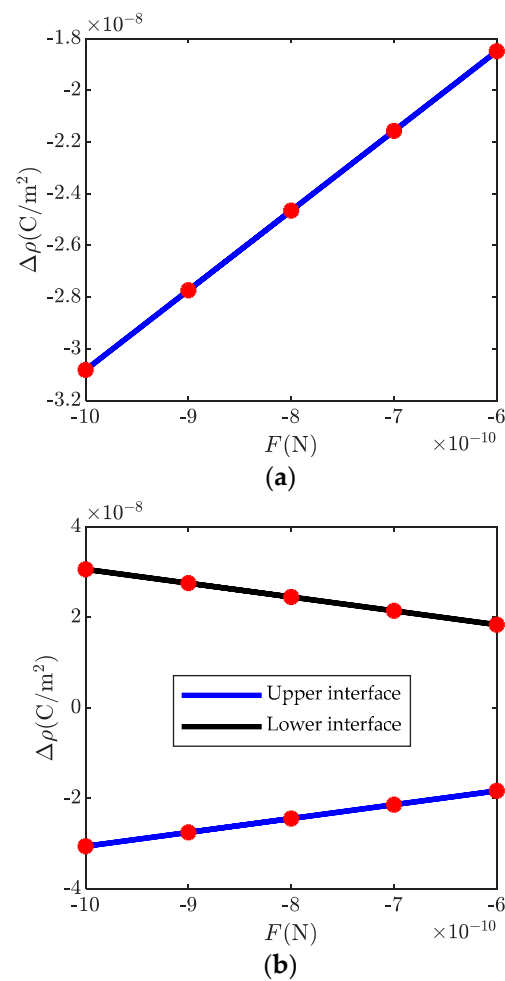 ×10⁻⁸
-1.8
-2
-2.2
-2.4
-2.6
-2.8
-3
-3.2
Δρ(C/m²)
-10 -9 -8 -7 -6
F(N)
×10⁻¹⁰
(a)
×10⁻⁸
4
2
0
-2
-4
Δρ(C/m²)
Upper interface
Lower interface
-10 -9 -8 -7 -6
F(N)
×10⁻¹⁰
(b)